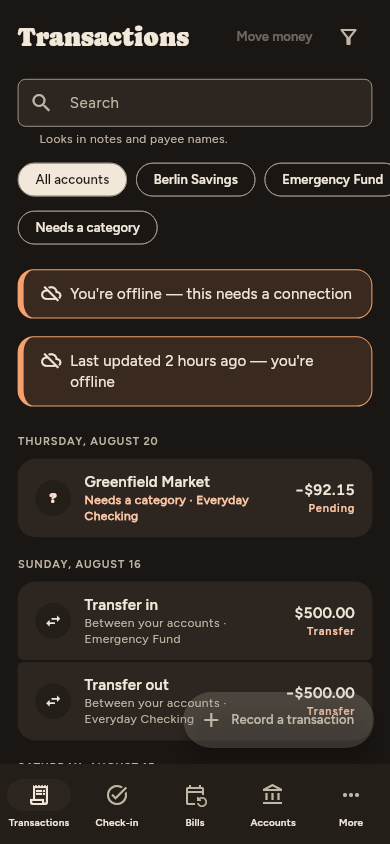 Transactions
Move money
Search
Looks in notes and payee names.
All accounts
Berlin Savings
Emergency Fund
Needs a category
You're offline — this needs a connection
Last updated 2 hours ago — you're
offline
THURSDAY, AUGUST 20
Greenfield Market
Needs a category · Everyday
Checking
−$92.15
Pending
SUNDAY, AUGUST 16
Transfer in
Between your accounts ·
Emergency Fund
$500.00
Transfer
Transfer out
Between your accounts ·
Everyday Checking
−$500.00
Transfer
Record a transaction
Transactions
Check-in
Bills
Accounts
More